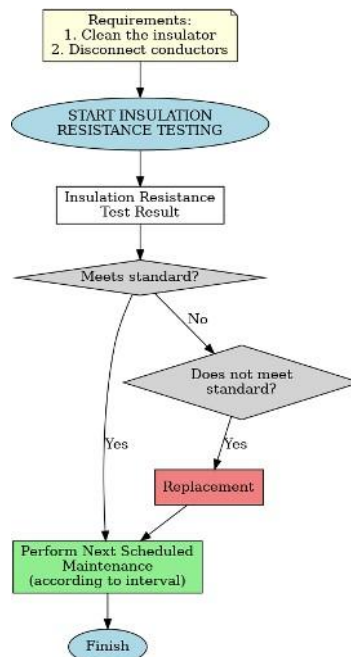 Requirements:
1. Clean the insulator
2. Disconnect conductors
START INSULATION
RESISTANCE TESTING
Insulation Resistance
Test Result
Meets standard?
No
Does not meet
standard?
Yes
Yes
Replacement
Perform Next Scheduled
Maintenance
(according to interval)
Finish